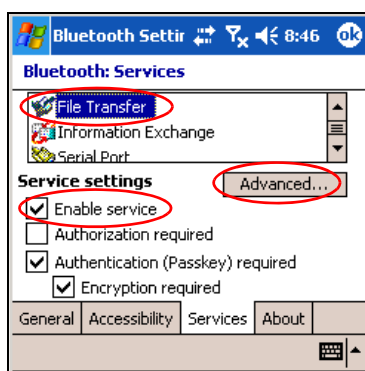 Bluetooth Settir 8:46 ok
Bluetooth: Services
File Transfer
Information Exchange
Serial Port
Service settings Advanced...
Enable service
Authorization required
Authentication (Passkey) required
Encryption required
General Accessibility Services About